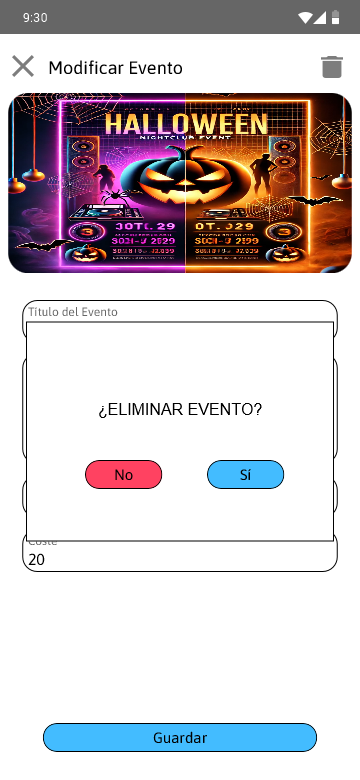 9:30
Modificar Evento
HALLOWEEN
NIGHTCLUB EVENT
Título del Evento
¿ELIMINAR EVENTO?
No
Sí
Coste
20
Guardar